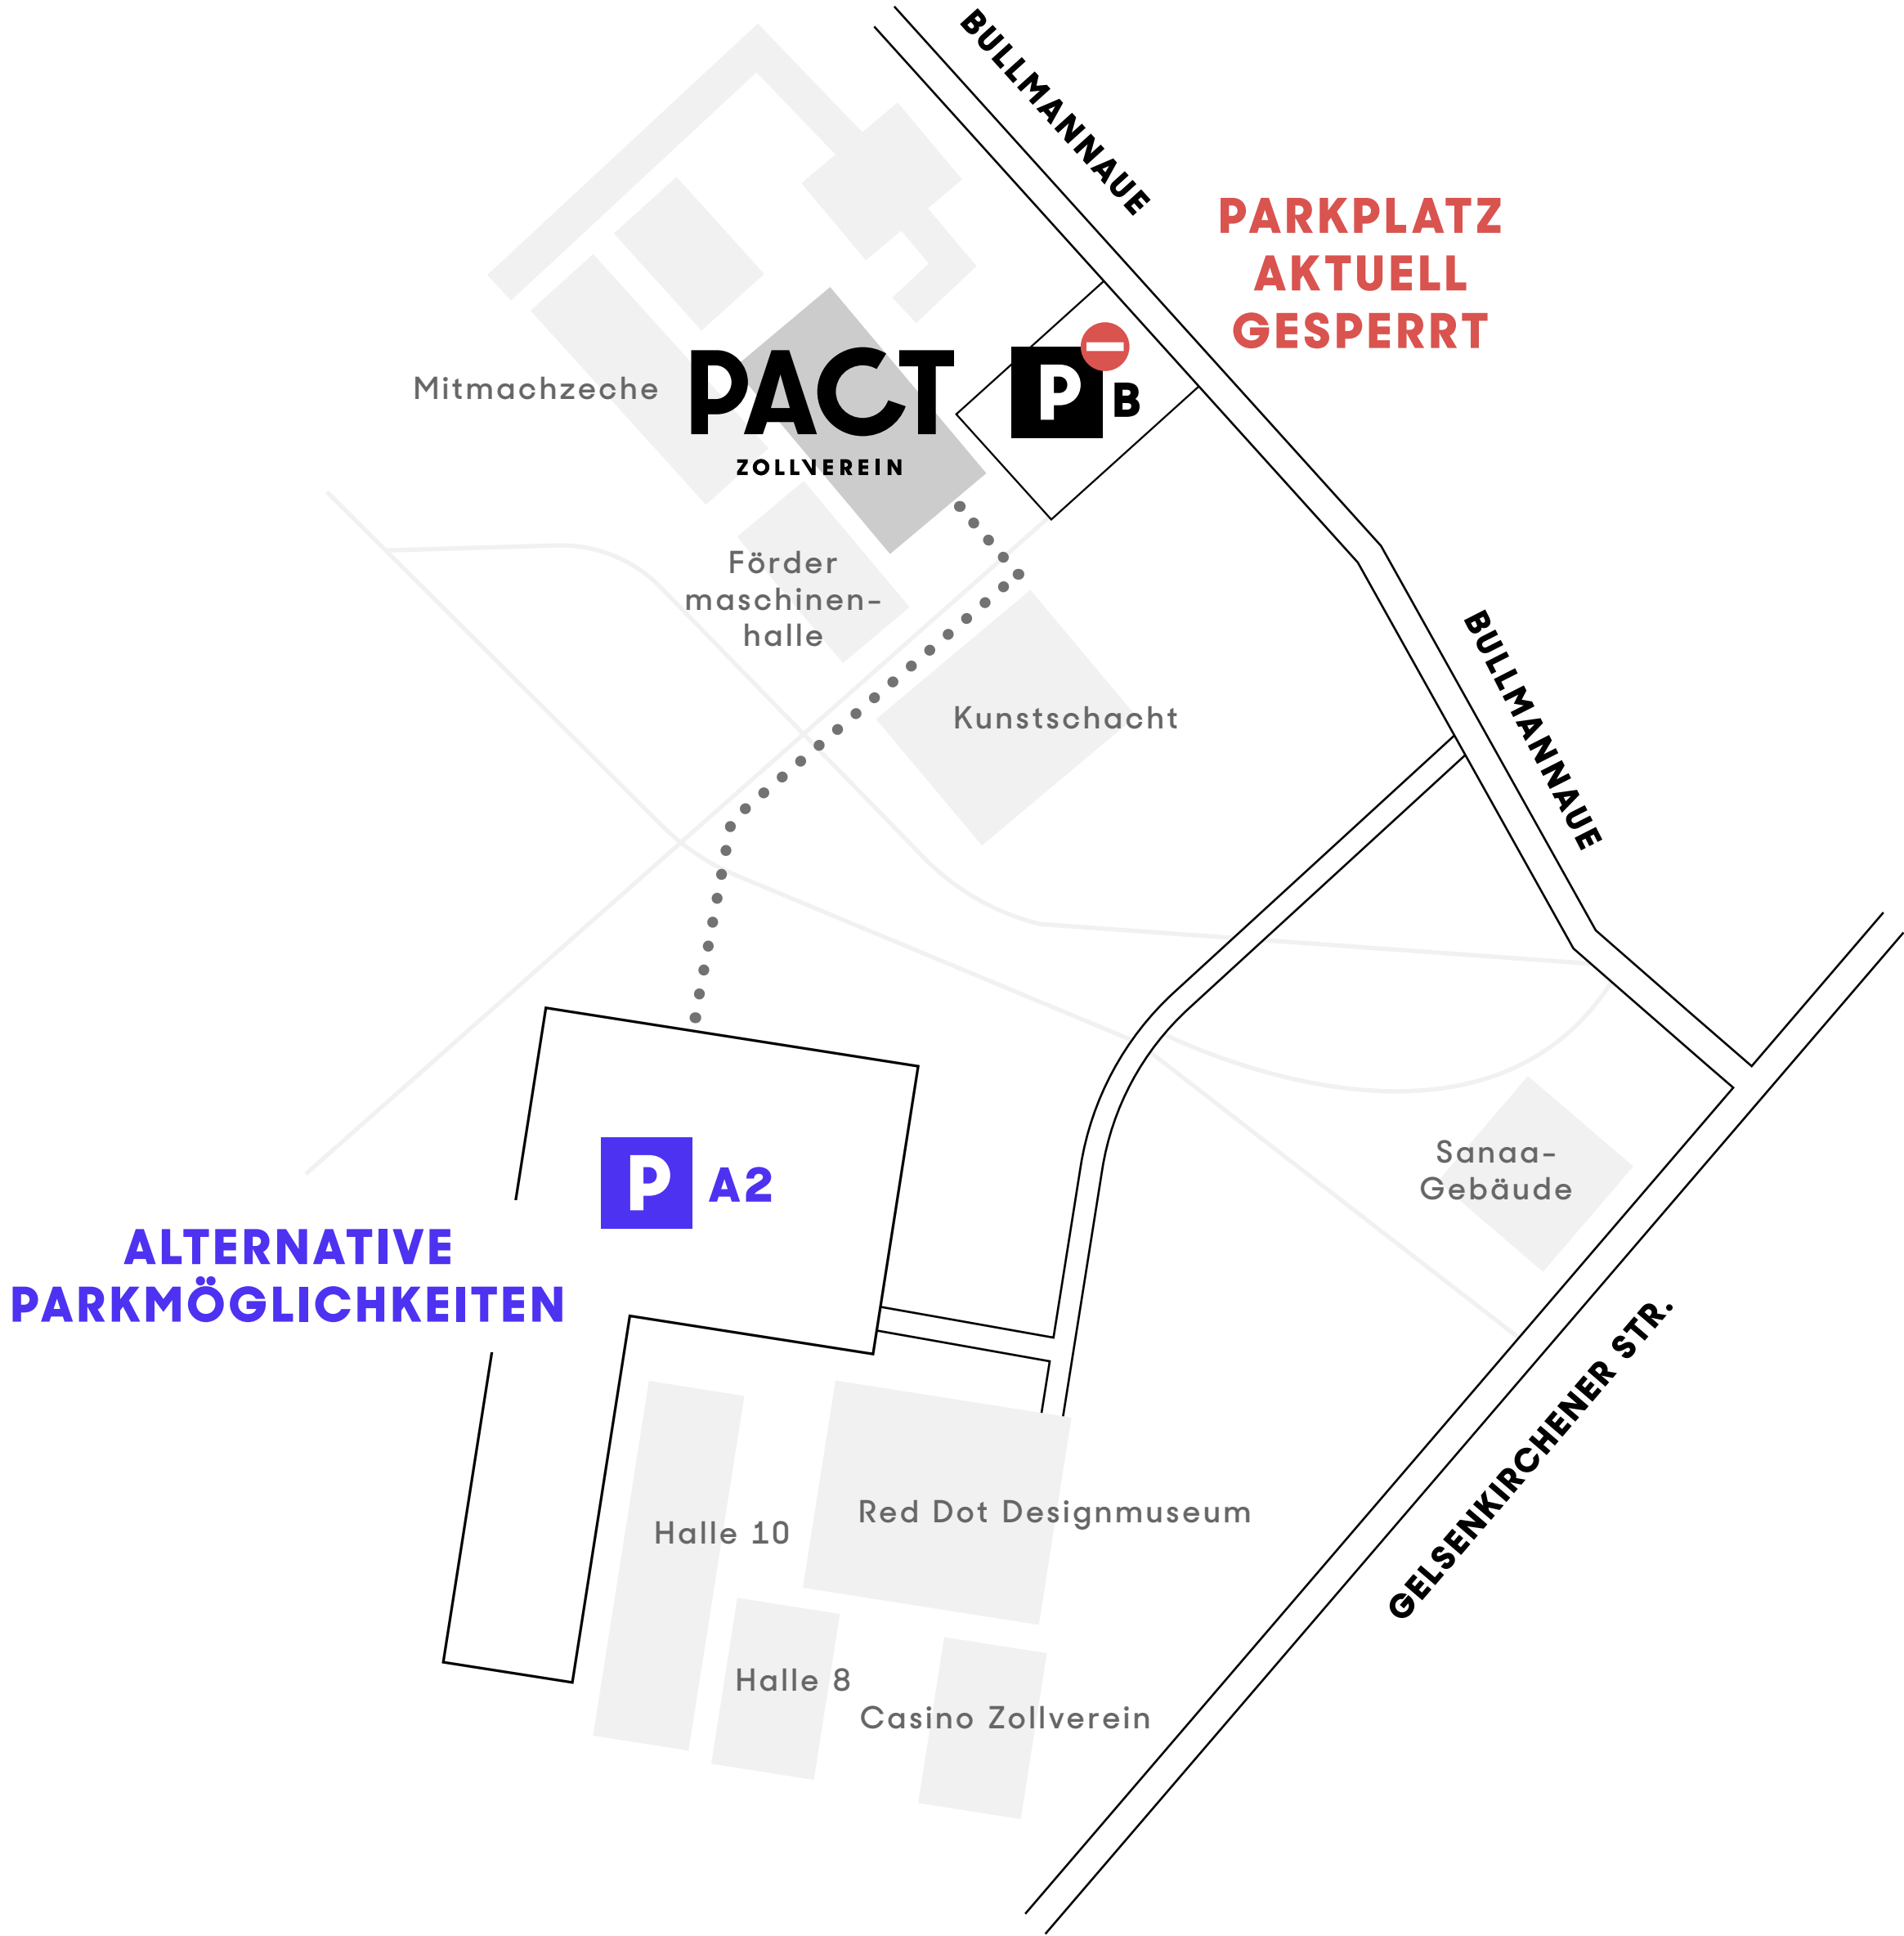 BULLMANNAUE
PARKPLATZ
AKTUELL
GESPERRT
Mitmachzeche
PACT
ZOLLVEREIN
P
B
Förder
maschinen-
halle
BULLMANNAUE
Kunstschacht
Sanaa-
Gebäude
P A2
ALTERNATIVE
PARKMÖGLICHKEITEN
GELSENKIRCHENER STR.
Red Dot Designmuseum
Halle 10
Halle 8
Casino Zollverein